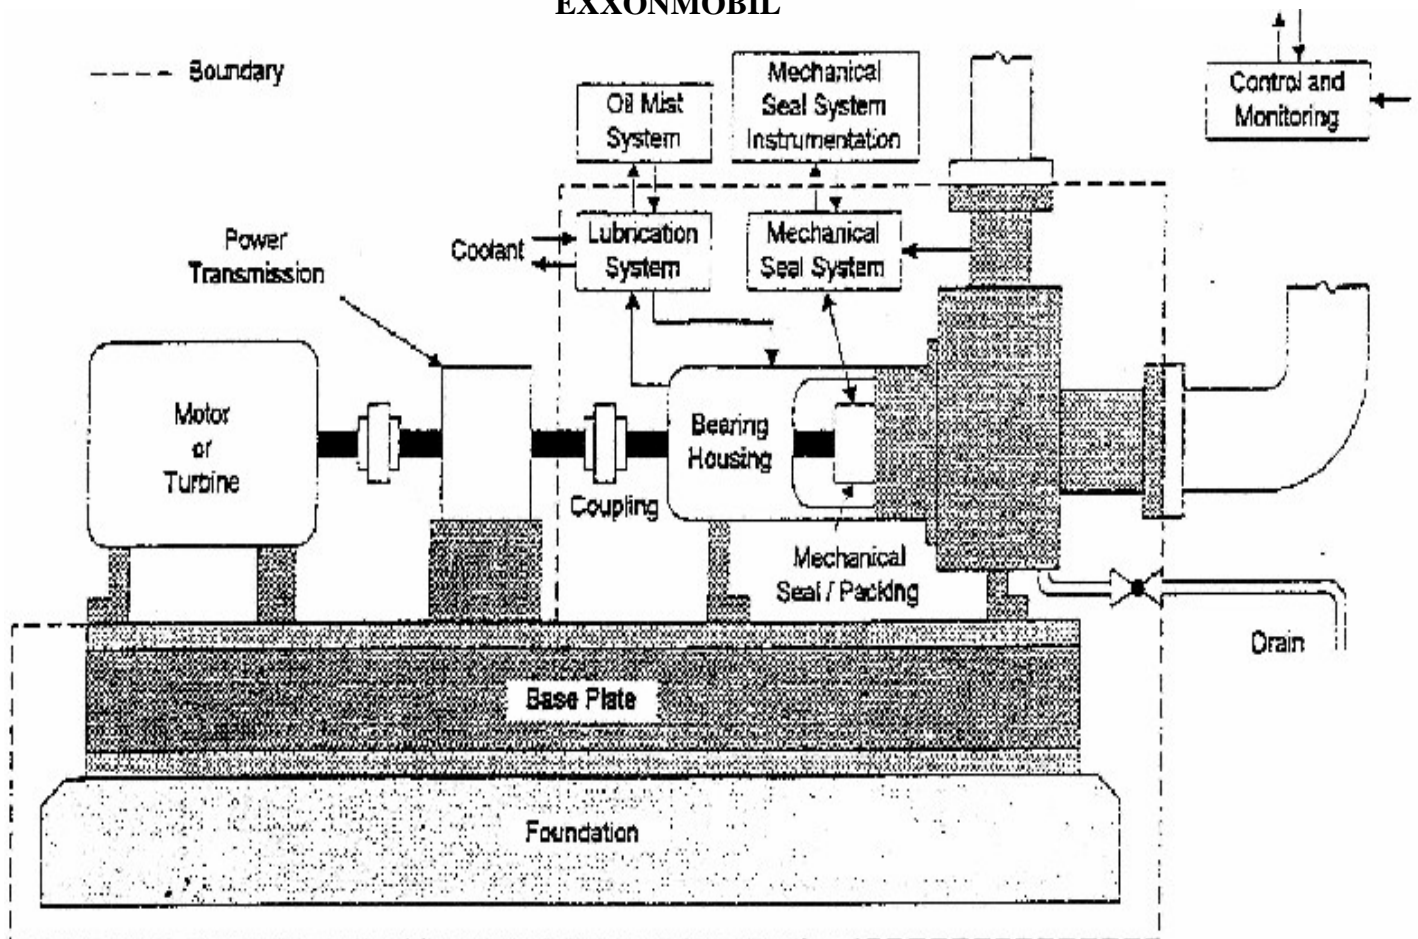 EXXONMOBIL
Boundary
Oil Mist
System
Mechanical
Seal System
Instrumentation
Control and
Monitoring
Power
Transmission
Coolant
Lubrication
System
Mechanical
Seal System
Motor
or
Turbine
Bearing
Housing
Coupling
Mechanical
Seal / Packing
Drain
Base Plate
Foundation